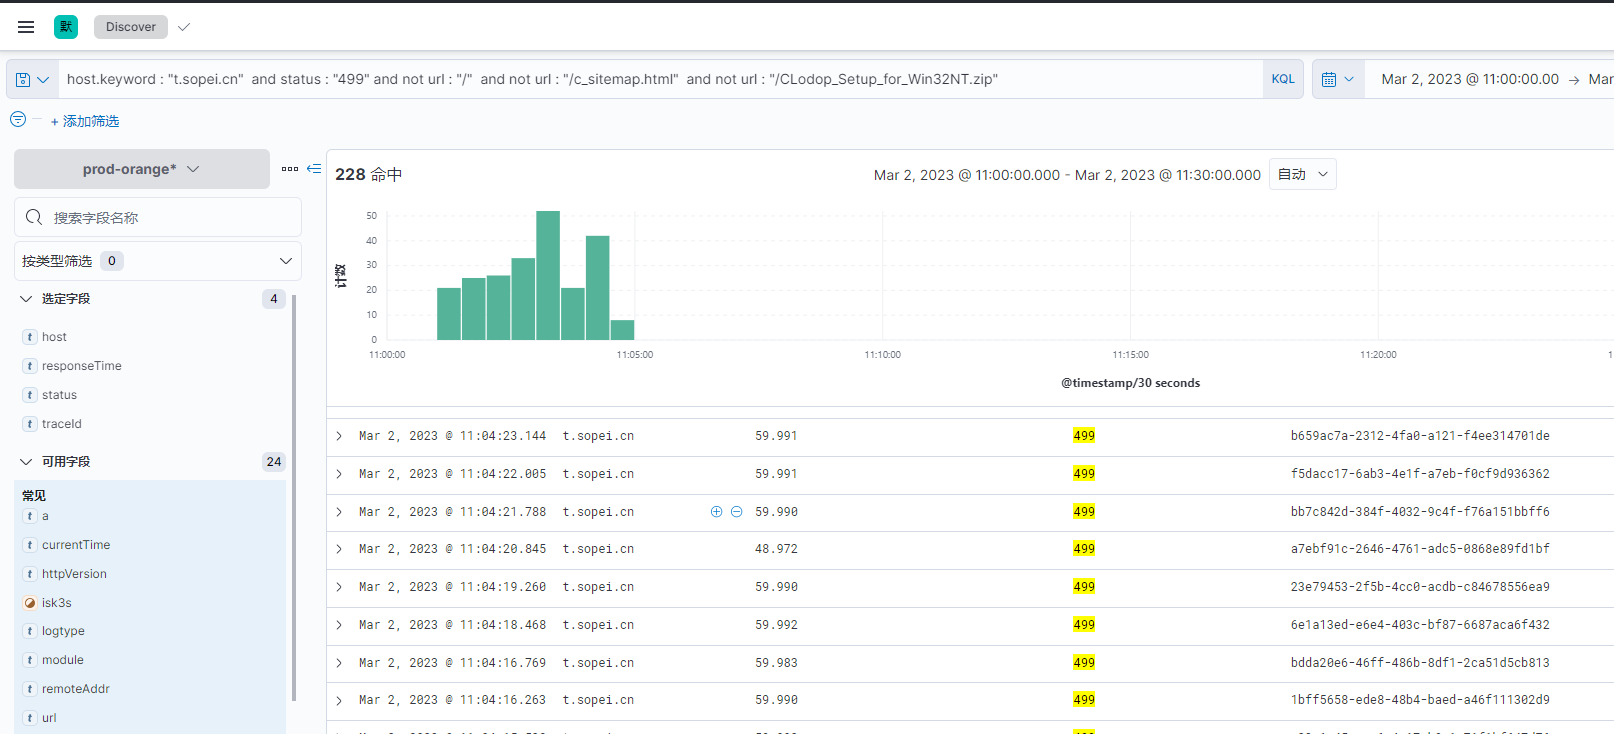 默 Discover
host.keyword : "t.sopei.cn" and status : "499" and not url : "/" and not url : "/c_sitemap.html" and not url : "/CLodop_Setup_for_Win32NT.zip" KQL Mar 2, 2023 @ 11:00:00.00 → Mar
+ 添加筛选
prod-orange*
搜索字段名称
按类型筛选 0
选定字段 4
t host
t responseTime
t status
t traceId
可用字段 24
常见
t a
t currentTime
t httpVersion
isk3s
t logtype
t module
t remoteAddr
t url
228 命中 Mar 2, 2023 @ 11:00:00.000 - Mar 2, 2023 @ 11:30:00.000 自动
计数
50
40
30
20
10
0
11:00:00 11:05:00 11:10:00 11:15:00 11:20:00 1
@timestamp/30 seconds
Mar 2, 2023 @ 11:04:23.144 t.sopei.cn 59.991 499 b659ac7a-2312-4fa0-a121-f4ee314701de
Mar 2, 2023 @ 11:04:22.005 t.sopei.cn 59.991 499 f5dacc17-6ab3-4e1f-a7eb-f0cf9d936362
Mar 2, 2023 @ 11:04:21.788 t.sopei.cn 59.990 499 bb7c842d-384f-4032-9c4f-f76a151bbff6
Mar 2, 2023 @ 11:04:20.845 t.sopei.cn 48.972 499 a7ebf91c-2646-4761-adc5-0868e89fd1bf
Mar 2, 2023 @ 11:04:19.260 t.sopei.cn 59.990 499 23e79453-2f5b-4cc0-acdb-c84678556ea9
Mar 2, 2023 @ 11:04:18.468 t.sopei.cn 59.992 499 6e1a13ed-e6e4-403c-bf87-6687aca6f432
Mar 2, 2023 @ 11:04:16.769 t.sopei.cn 59.983 499 bdda20e6-46ff-486b-8df1-2ca51d5cb813
Mar 2, 2023 @ 11:04:16.263 t.sopei.cn 59.990 499 1bff5658-ede8-48b4-baed-a46f111302d9